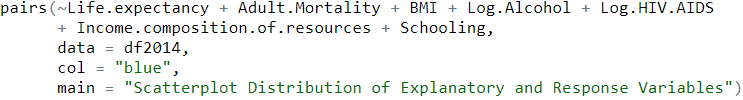 pairs(~Life.expectancy + Adult.Mortality + BMI + Log.Alcohol + Log.HIV.AIDS
+ Income.composition.of.resources + Schooling,
data = df2014,
col = "blue",
main = "Scatterplot Distribution of Explanatory and Response Variables")